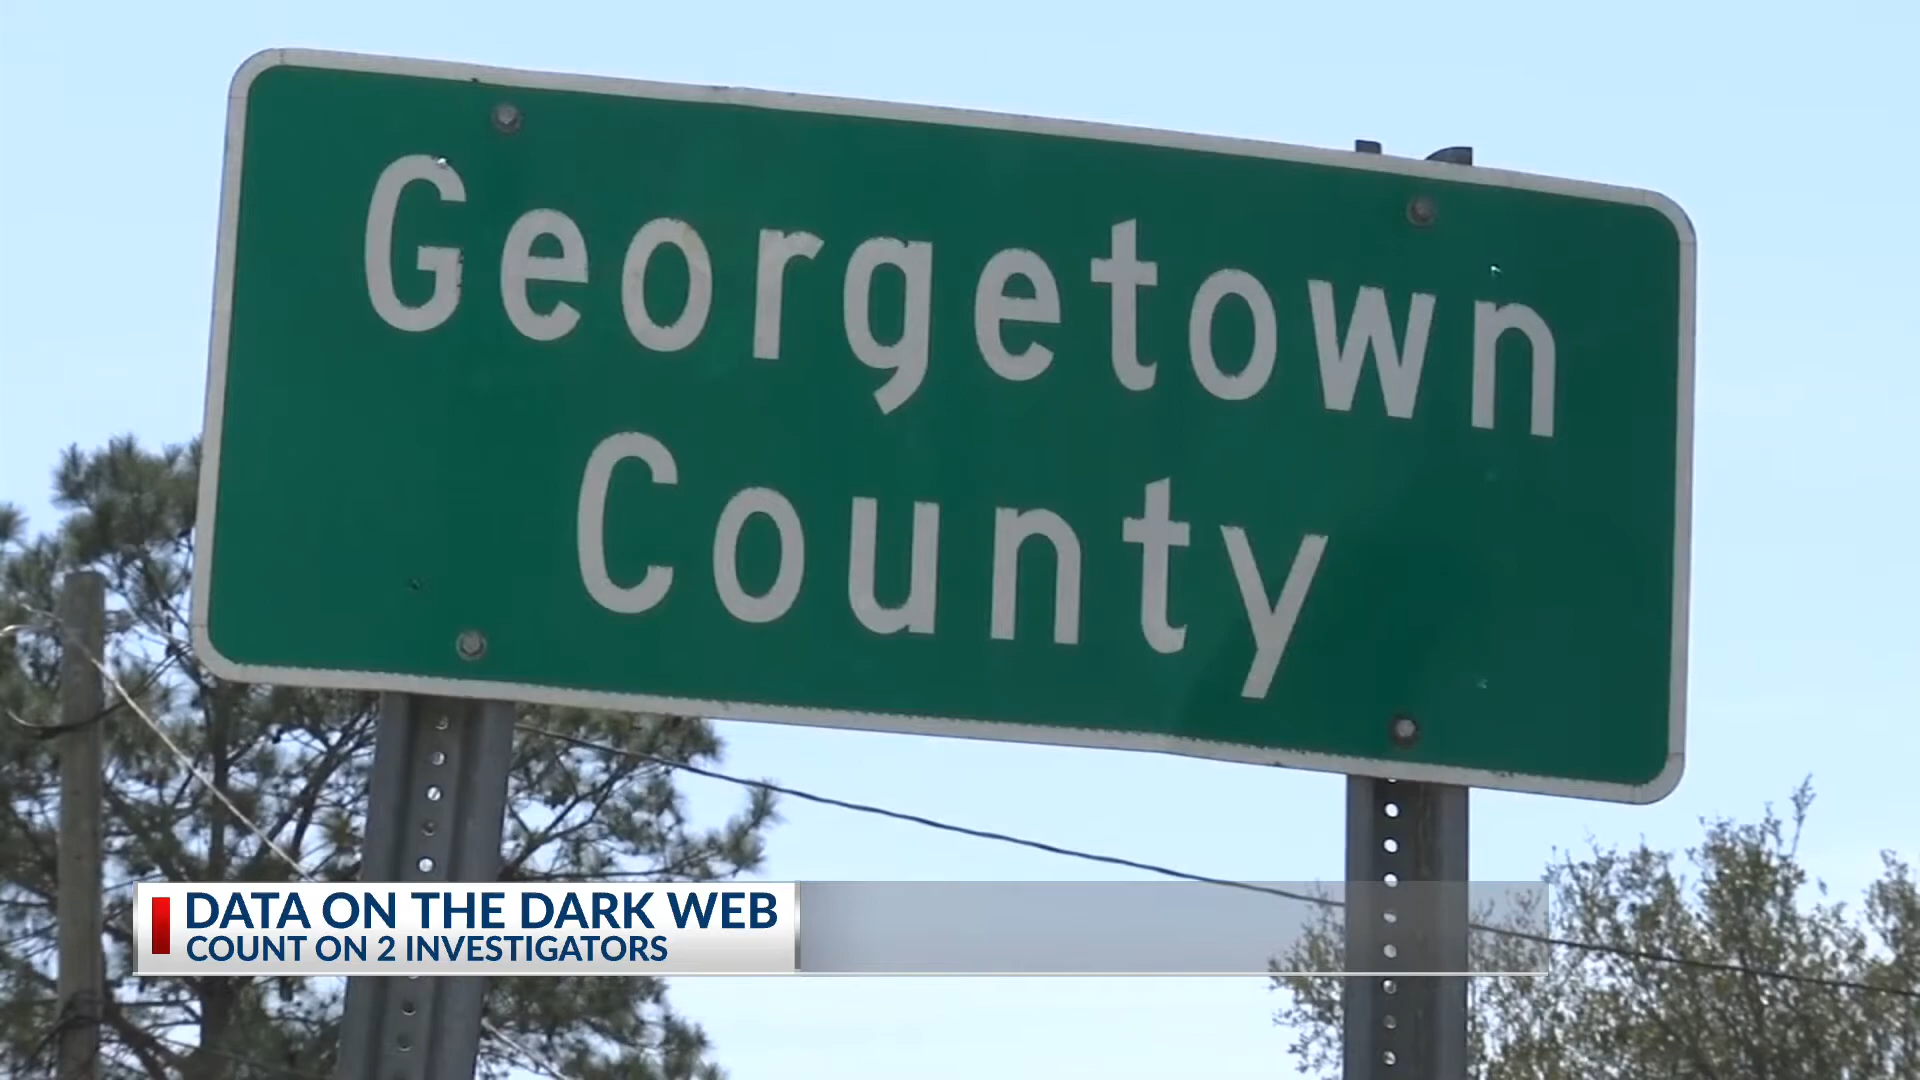 Georgetown
County
DATA ON THE DARK WEB
COUNT ON 2 INVESTIGATORS